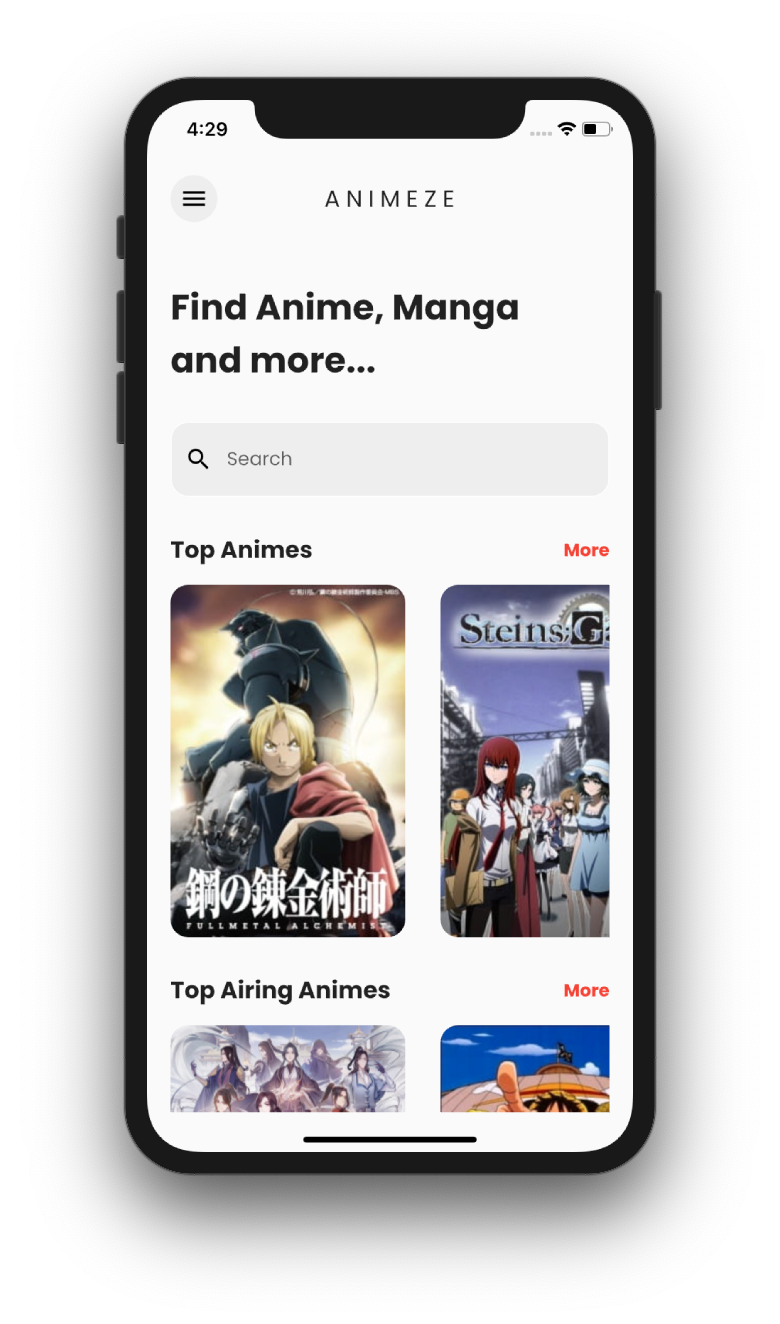 4:29
ANIMEZE
Find Anime, Manga
and more...
Search
Top Animes
More
鋼の錬金術師
FULLMETAL ALCHEMIST
Steins;G
Top Airing Animes
More